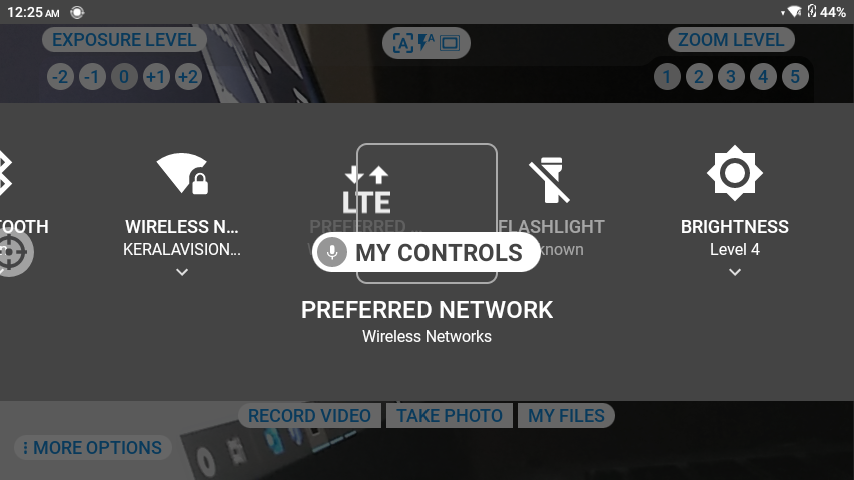 12:25 AM
44%
EXPOSURE LEVEL
A
A
ZOOM LEVEL
-2 -1 0 +1 +2
1 2 3 4 5
LTE
TOOTH
WIRELESS N...
PREFERRED ...
FLASHLIGHT
BRIGHTNESS
KERALAVISION...
known
Level 4
MY CONTROLS
PREFERRED NETWORK
Wireless Networks
RECORD VIDEO
TAKE PHOTO
MY FILES
MORE OPTIONS